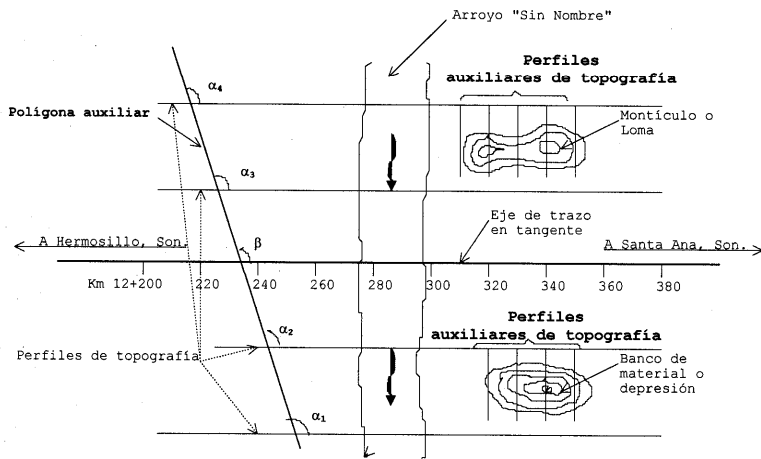 Arroyo "Sin Nombre"
Perfiles
auxiliares de topografía
α4
Polígona auxiliar
Montículo o
Loma
α3
Eje de trazo
en tangente
β
A Hermosillo, Son.
A Santa Ana, Son.
Km 12+200 220 240 260 280 300 320 340 360 380
Perfiles
auxiliares de topografía
α2
Perfiles de topografía
Banco de
material o
depresión
α1